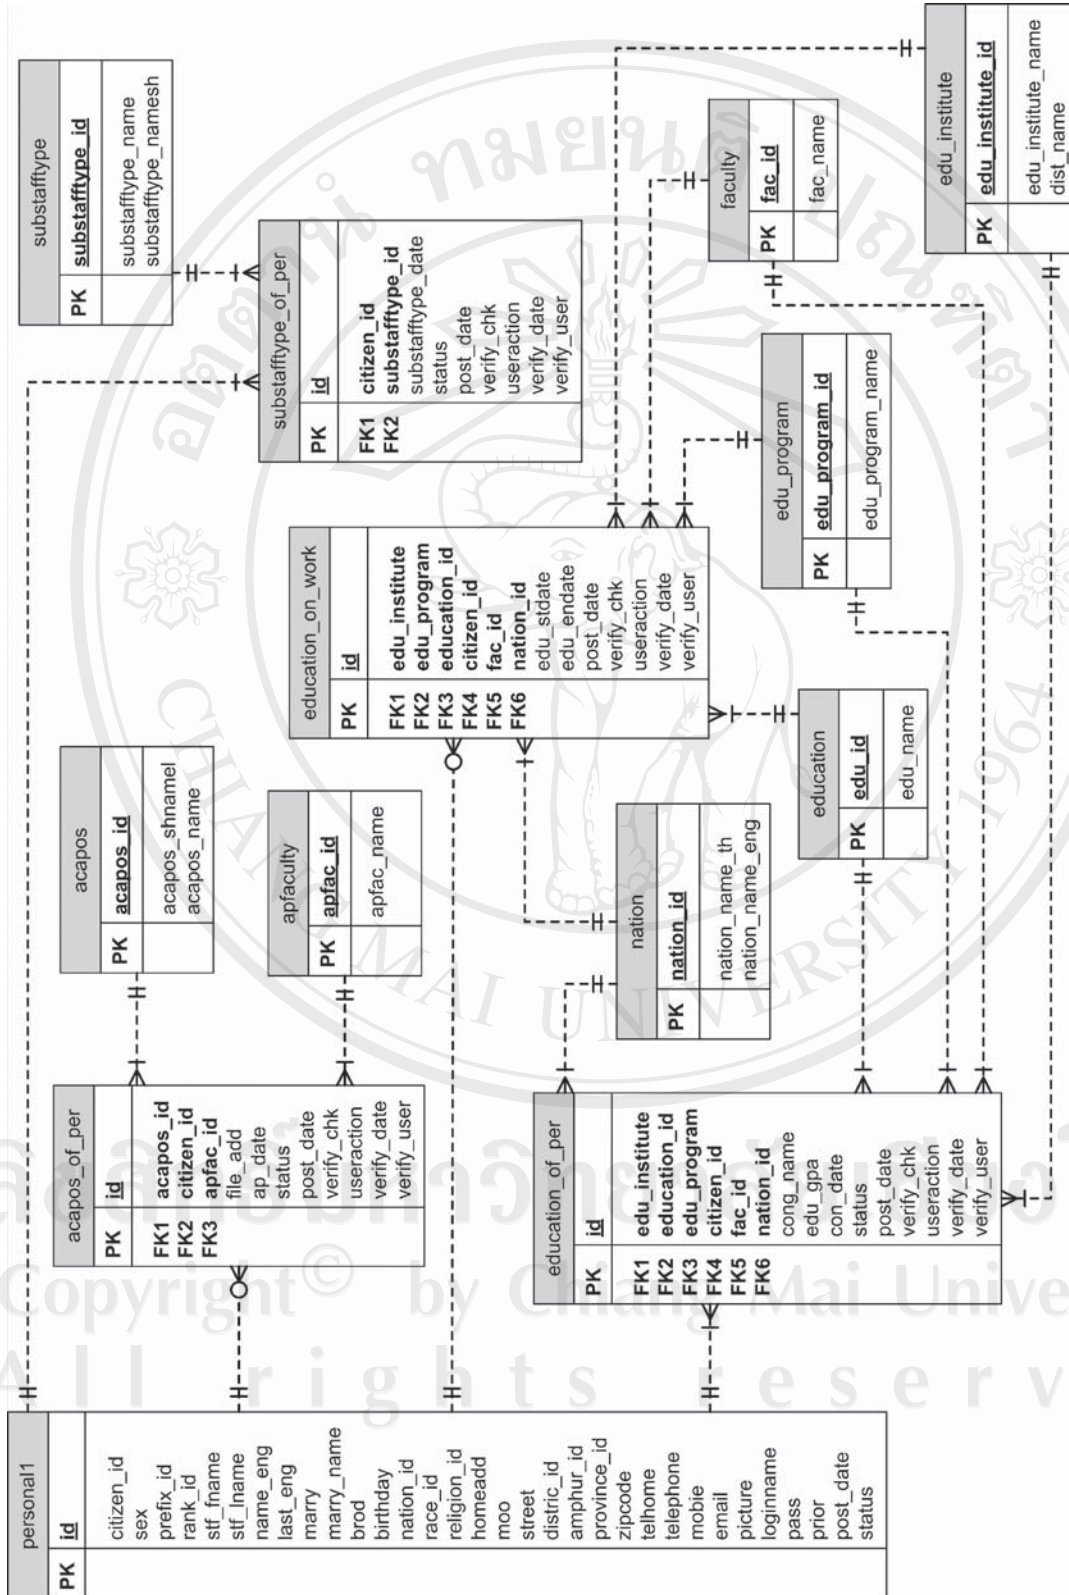 personal1
PK id
citizen_id
sex
prefix_id
rank_id
stf_fname
stf_lname
name_eng
last_eng
marry
marry_name
brod
birthday
nation_id
race_id
religion_id
homeadd
moo
street
distric_id
amphur_id
province_id
zipcode
telhome
telephone
mobie
email
picture
loginname
pass
prior
post_date
status
acapos_of_per
PK id
FK1 acapos_id
FK2 citizen_id
FK3 apfac_id
file_add
ap_date
status
post_date
verify_chk
useraction
verify_date
verify_user
acapos
PK acapos_id
acapos_shnamel
acapos_name
apfaculty
PK apfac_id
apfac_name
substafftype
PK substafftype_id
substafftype_name
substafftype_namesh
substafftype_of_per
PK id
FK1 citizen_id
FK2 substafftype_id
substafftype_date
status
post_date
verify_chk
useraction
verify_date
verify_user
education_on_work
PK id
FK1 edu_institute
FK2 edu_program
FK3 education_id
FK4 citizen_id
FK5 fac_id
FK6 nation_id
edu_stdate
edu_endate
post_date
verify_chk
useraction
verify_date
verify_user
education_of_per
PK id
FK1 edu_institute
FK2 education_id
FK3 edu_program
FK4 citizen_id
FK5 fac_id
FK6 nation_id
cong_name
edu_gpa
con_date
status
post_date
verify_chk
useraction
verify_date
verify_user
nation
PK nation_id
nation_name_th
nation_name_eng
education
PK edu_id
edu_name
edu_program
PK edu_program_id
edu_program_name
faculty
PK fac_id
fac_name
edu_institute
PK edu_institute_id
edu_institute_name
dist_name
CHIANG MAI UNIVERSITY 1964
Copyright© by Chiang Mai Unive
All rights reserv